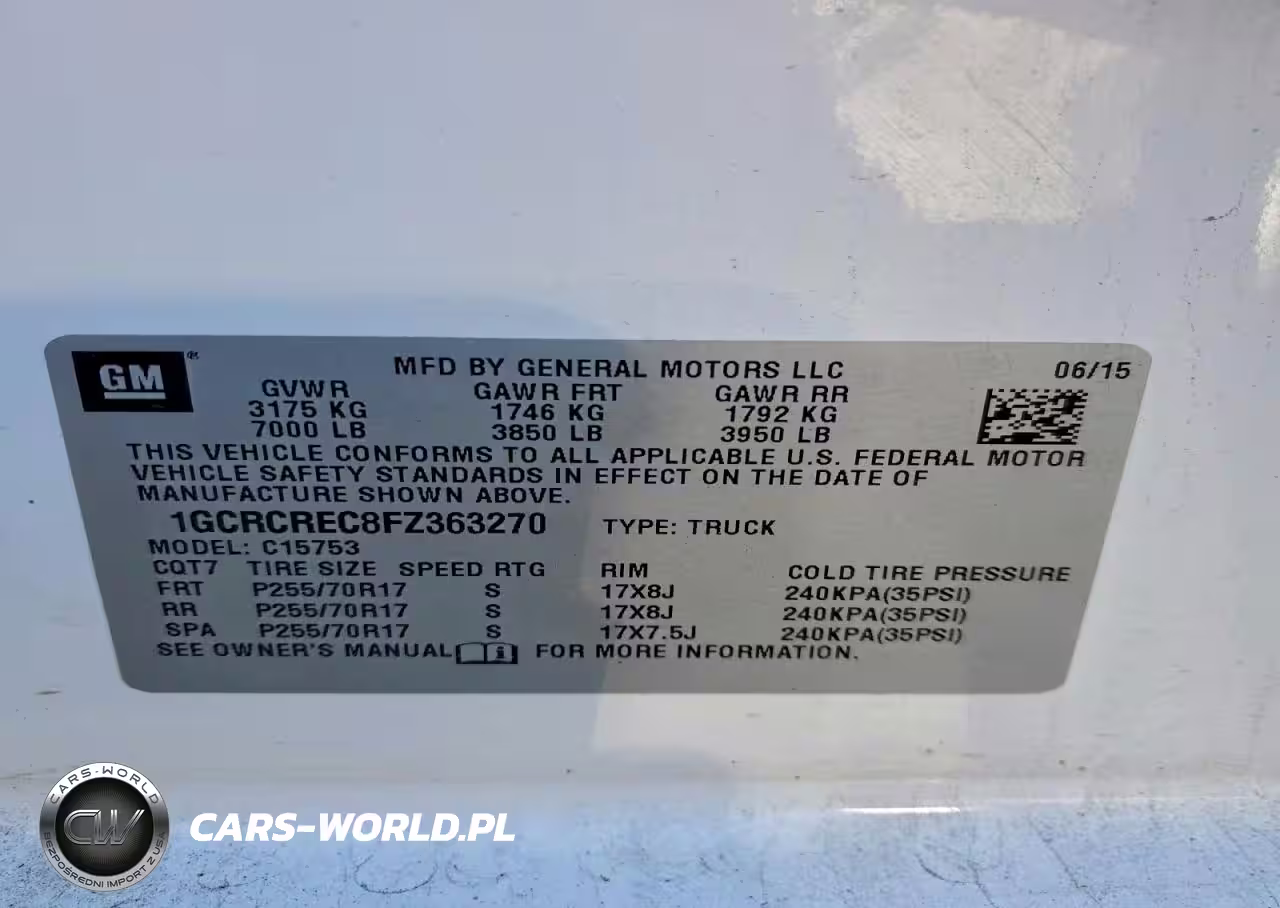 GM
MFD BY GENERAL MOTORS LLC 06/15
GVWR GAWR FRT GAWR RR
3175 KG 1746 KG 1792 KG
7000 LB 3850 LB 3950 LB
THIS VEHICLE CONFORMS TO ALL APPLICABLE U.S. FEDERAL MOTOR
VEHICLE SAFETY STANDARDS IN EFFECT ON THE DATE OF
MANUFACTURE SHOWN ABOVE.
1GCRCREC8FZ363270 TYPE: TRUCK
MODEL: C15753
CQT7 TIRE SIZE SPEED RTG RIM COLD TIRE PRESSURE
FRT P255/70R17 S 17X8J 240KPA(35PSI)
RR P255/70R17 S 17X8J 240KPA(35PSI)
SPA P255/70R17 S 17X7.5J 240KPA(35PSI)
SEE OWNER'S MANUAL FOR MORE INFORMATION.
CARS-WORLD
CW
BEZPOŚREDNI IMPORT Z USA
CARS-WORLD.PL